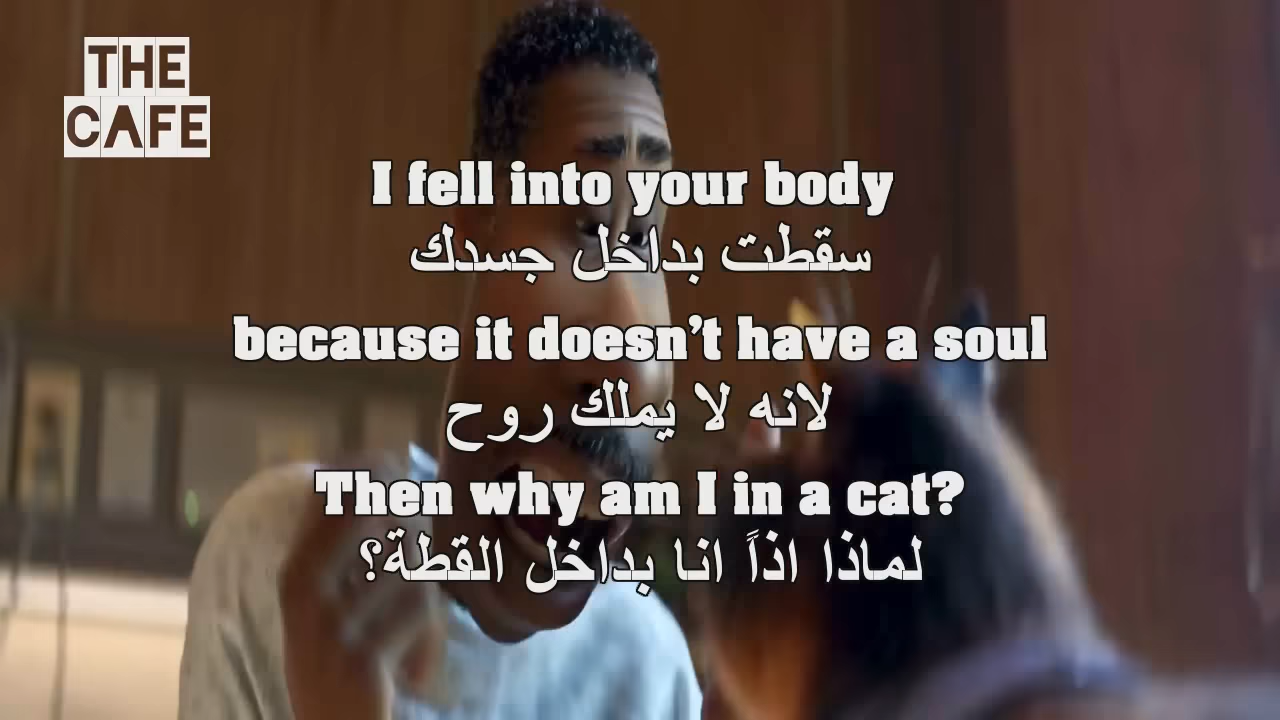 THE
CAFE
I fell into your body
سقطت بداخل جسدك
because it doesn't have a soul
لانه لا يملك روح
Then why am I in a cat?
لماذا اذاً انا بداخل القطة؟